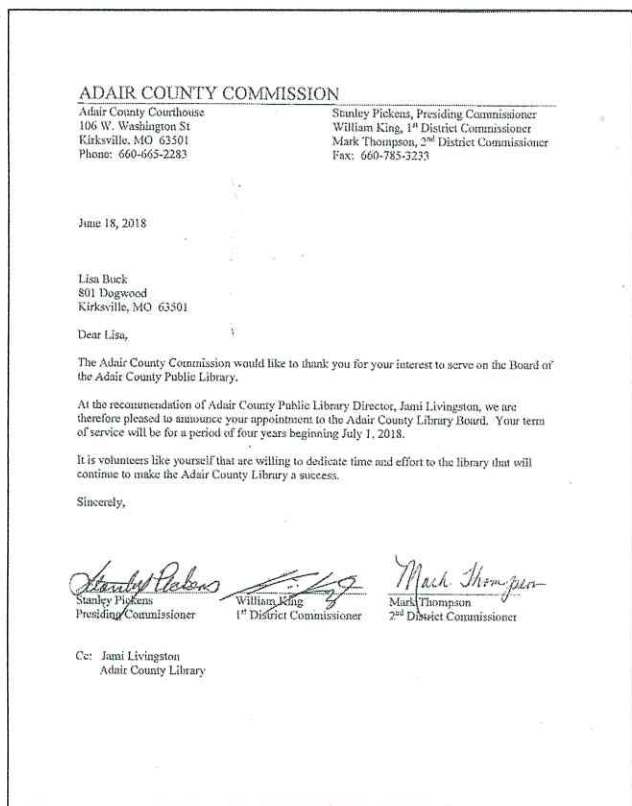 ADAIR COUNTY COMMISSION
Adair County Courthouse
106 W. Washington St
Kirksville, MO 63501
Phone: 660-665-2283
Stanley Pickens, Presiding Commissioner
William King, 1st District Commissioner
Mark Thompson, 2nd District Commissioner
Fax: 660-785-3233
June 18, 2018
Lisa Buck
801 Dogwood
Kirksville, MO 63501
Dear Lisa,
The Adair County Commission would like to thank you for your interest to serve on the Board of
the Adair County Public Library.
At the recommendation of Adair County Public Library Director, Jami Livingston, we are
therefore pleased to announce your appointment to the Adair County Library Board. Your term
of service will be for a period of four years beginning July 1, 2018.
It is volunteers like yourself that are willing to dedicate time and effort to the library that will
continue to make the Adair County Library a success.
Sincerely,
Stanley Pickens
Mark Thompson
Stanley Pickens
Presiding Commissioner
William King
1st District Commissioner
Mark Thompson
2nd District Commissioner
Cc: Jami Livingston
Adair County Library